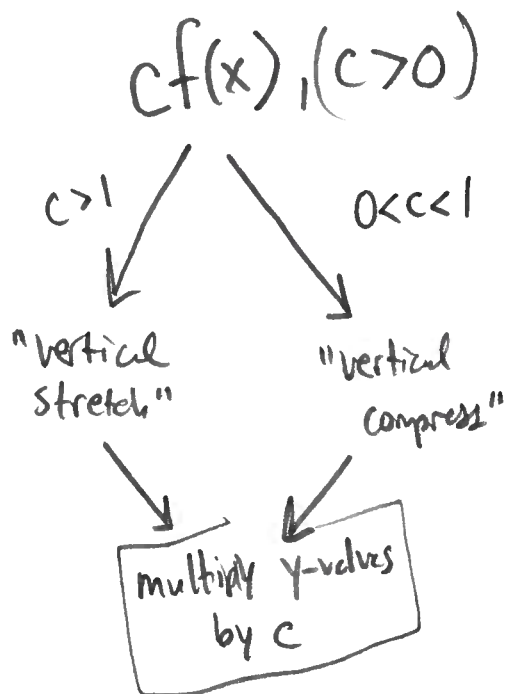 cf(x), (c>0)
c>1
0<c<1
"vertical
stretch"
"vertical
compress"
multiply y-values
by c